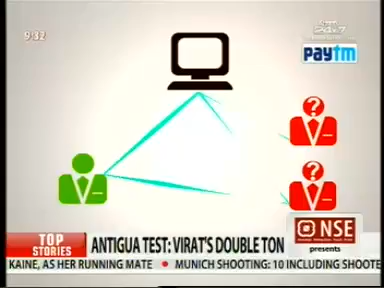 9:32
24x7
paytm
?
?
TOP
STORIES
ANTIGUA TEST: VIRAT'S DOUBLE TON
NSE
presents
KAINE, AS HER RUNNING MATE • MUNICH SHOOTING: 10 INCLUDING SHOOTE